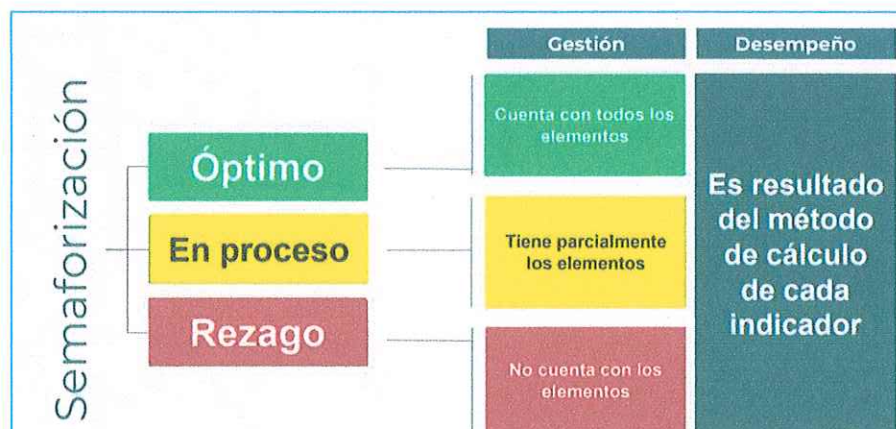 Semaforización
Óptimo
En proceso
Rezago
Gestión
Cuenta con todos los
elementos
Tiene parcialmente
los elementos
No cuenta con los
elementos
Desempeño
Es resultado
del método
de cálculo
de cada
indicador